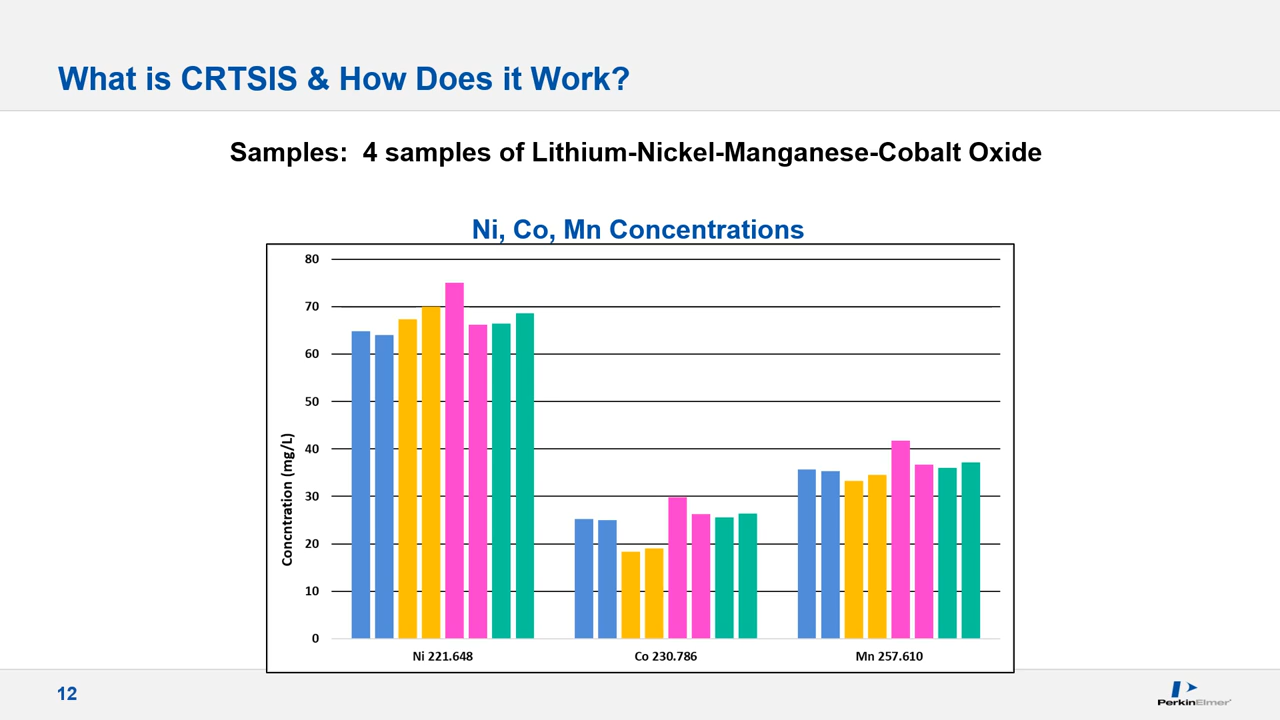 What is CRTSIS & How Does it Work?
Samples: 4 samples of Lithium-Nickel-Manganese-Cobalt Oxide
Ni, Co, Mn Concentrations
80
70
60
50
40
30
20
10
0
Concntration (mg/L)
Ni 221.648
Co 230.786
Mn 257.610
12
PerkinElmer